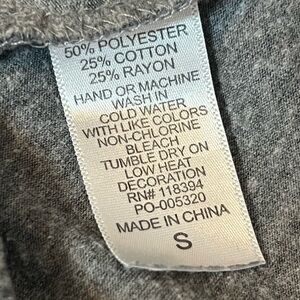 50% POLYESTER
25% COTTON
25% RAYON
HAND OR MACHINE
WASH IN
COLD WATER
WITH LIKE COLORS
NON-CHLORINE
BLEACH
TUMBLE DRY ON
LOW HEAT
DECORATION
RN# 118394
PO-005320
MADE IN CHINA
S